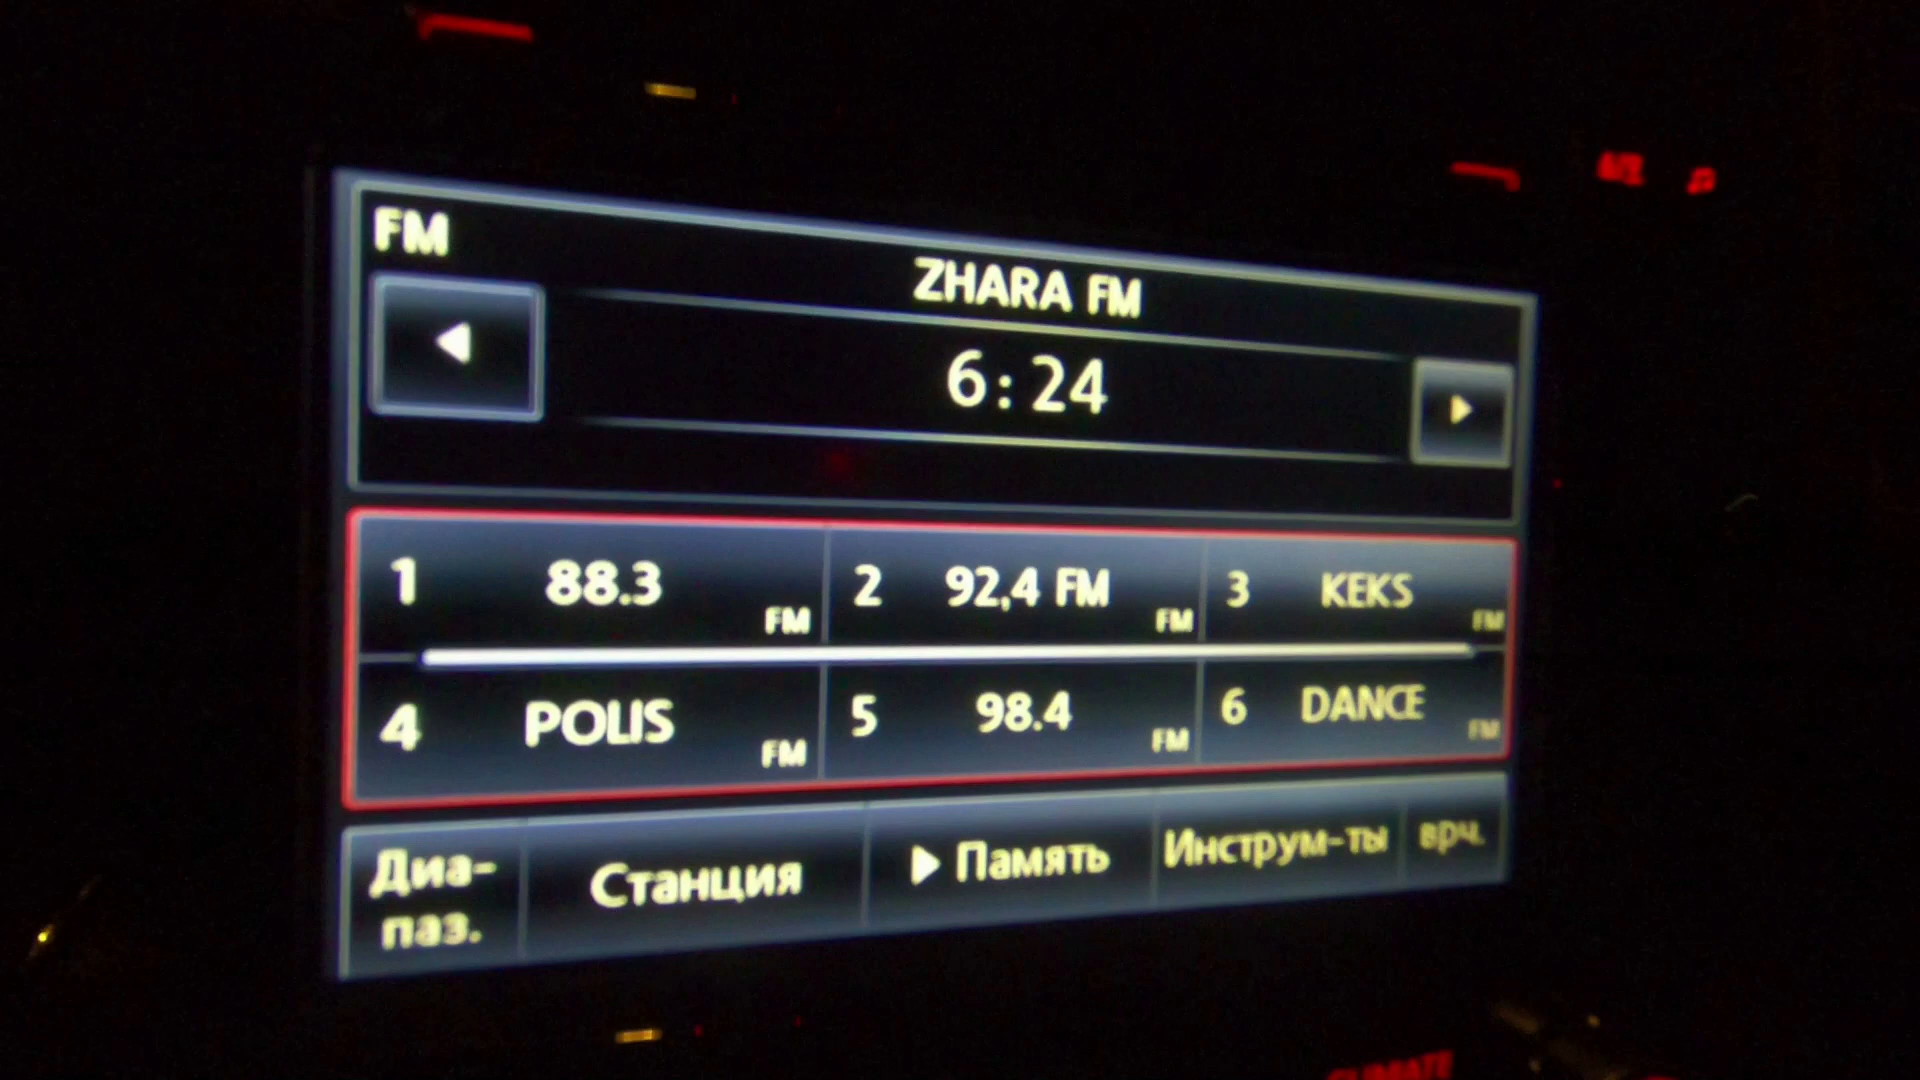 FM
ZHARA FM
6:24
1 88.3 FM
2 92,4 FM FM
3 KEKS FM
4 POLIS FM
5 98.4 FM
6 DANCE FM
Диа-
паз.
Станция
Память
Инструм-ты
врч.
CLIMATE